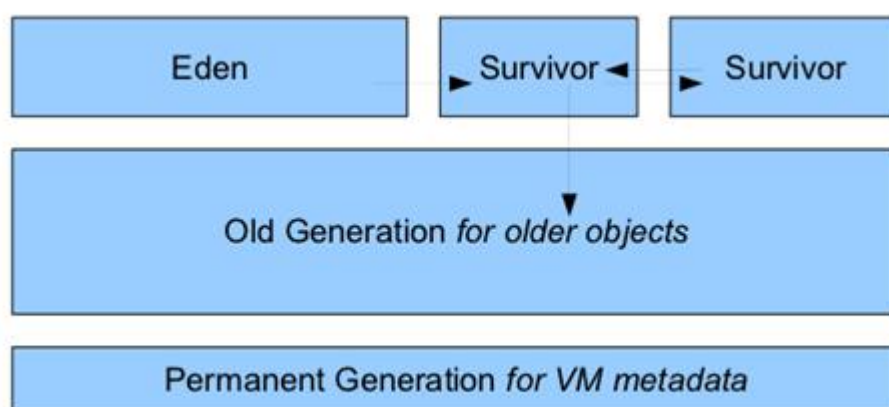 Eden
Survivor
Survivor
Old Generation for older objects
Permanent Generation for VM metadata